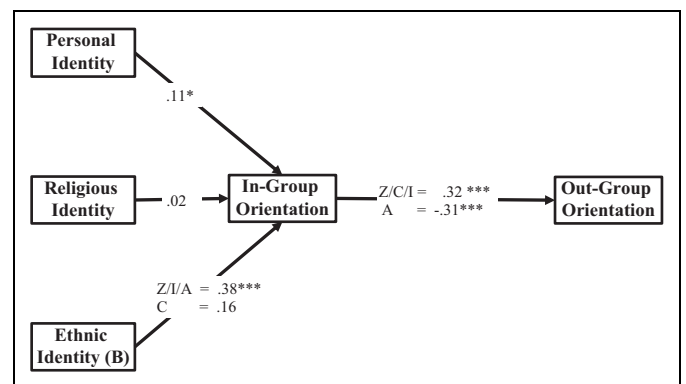 Personal
Identity
.11*
Religious
Identity
.02
In-Group
Orientation
Z/C/I = .32 ***
A = -.31***
Out-Group
Orientation
Z/I/A = .38***
C = .16
Ethnic
Identity (B)